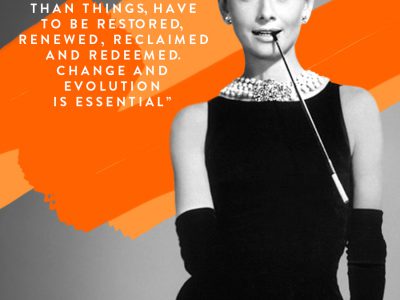 THAN THINGS, HAVE
TO BE RESTORED,
RENEWED, RECLAIMED
AND REDEEMED.
CHANGE AND
EVOLUTION
IS ESSENTIAL”